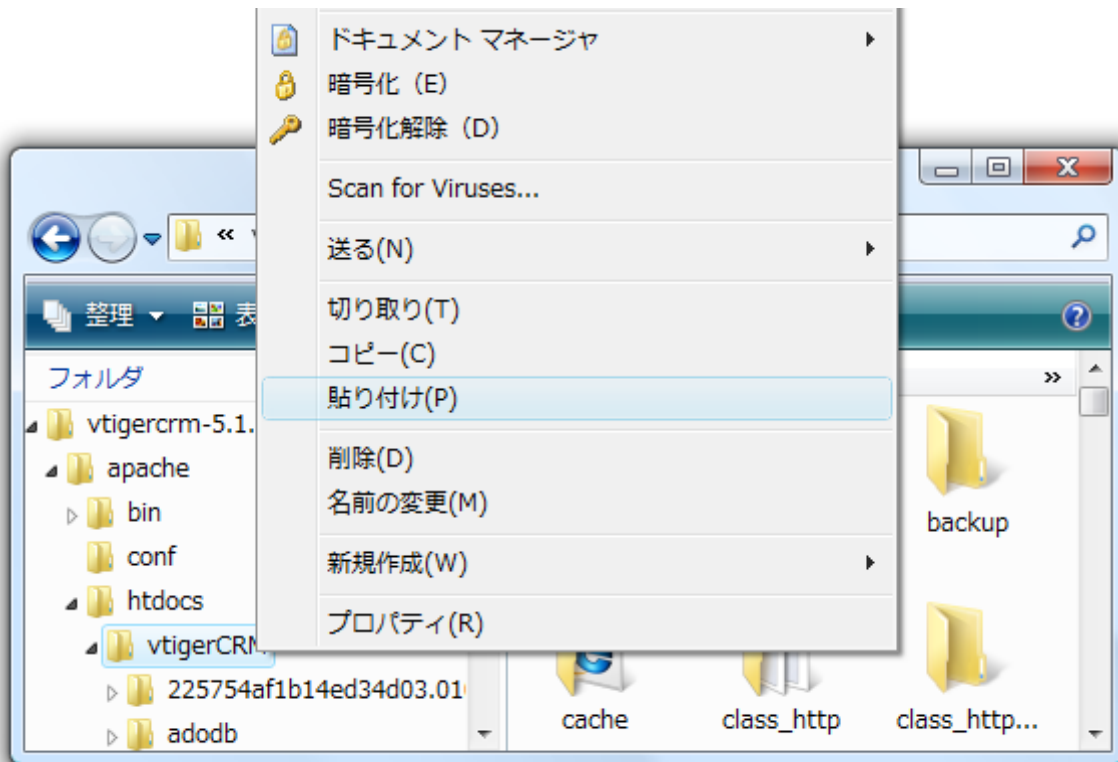 ドキュメント マネージャ
暗号化（E）
暗号化解除（D）
Scan for Viruses...
送る(N)
切り取り(T)
コピー(C)
貼り付け(P)
削除(D)
名前の変更(M)
新規作成(W)
プロパティ(R)
«
整理
表
フォルダ
»
vtigercrm-5.1.
apache
bin
conf
htdocs
vtigerCRM
225754af1b14ed34d03.01
adodb
backup
cache
class_http
class_http...